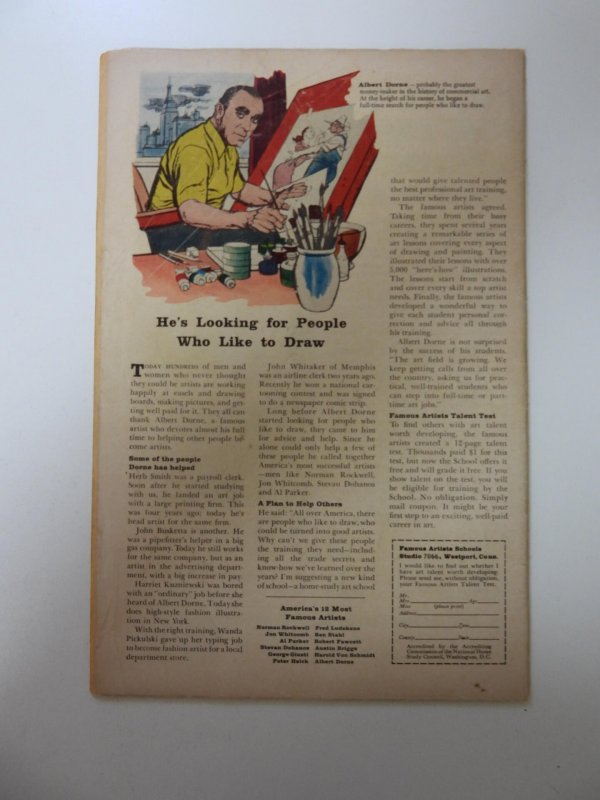 Albert Dorne — probably the greatest
money-maker in the history of commercial art.
At the height of his career, he began a
full-time search for people who like to draw.
He's Looking for People
Who Like to Draw
TODAY HUNDREDS of men and
women who never thought
they could be artists are working
happily at easels and drawing
boards, making pictures, and get-
ting well paid for it. They all can
thank Albert Dorne, a famous
artist who devotes almost his full
time to helping other people be-
come artists.
Some of the people
Dorne has helped
Herb Smith was a payroll clerk.
Soon after he started studying
with us, he landed an art job
with a large printing firm. This
was four years ago; today he's
head artist for the same firm.
John Busketta is another. He
was a pipefitter's helper in a big
gas company. Today he still works
for the same company, but as an
artist in the advertising depart-
ment, with a big increase in pay.
Harriet Kuzniewski was bored
with an "ordinary" job before she
heard of Albert Dorne. Today she
does high-style fashion illustra-
tion in New York.
With the right training, Wanda
Pickulski gave up her typing job
to become fashion artist for a local
department store.
John Whitaker of Memphis
was an airline clerk two years ago.
Recently he won a national car-
tooning contest and was signed
to do a newspaper comic strip.
Long before Albert Dorne
started looking for people who
like to draw, they came to him
for advice and help. Since he
alone could only help a few of
these people he called together
America's most successful artists
—men like Norman Rockwell,
Jon Whitcomb, Stevan Dohanos
and Al Parker.
A Plan to Help Others
He said: "All over America, there
are people who like to draw, who
could be turned into good artists.
Why can't we give these people
the training they need—includ-
ing all the trade secrets and
know-how we've learned over the
years? I'm suggesting a new kind
of school—a home-study art school
America's 12 Most
Famous Artists
Norman Rockwell Fred Ludekens
Jon Whitcomb Ben Stahl
Al Parker Robert Fawcett
Stevan Dohanos Austin Briggs
George Giusti Harold Von Schmidt
Peter Helck Albert Dorne
that would give talented people
the best professional art training,
no matter where they live."
The famous artists agreed.
Taking time from their busy
careers, they spent several years
creating a remarkable series of
art lessons covering every aspect
of drawing and painting. They
illustrated their lessons with over
5,000 "here's-how" illustrations.
The lessons start from scratch
and cover every skill a top artist
needs. Finally, the famous artists
developed a wonderful way to
give each student personal cor-
rection and advice all through
his training.
Albert Dorne is not surprised
by the success of his students.
"The art field is growing. We
keep getting calls from all over
the country, asking us for prac-
tical, well-trained students who
can step into full-time or part-
time art jobs."
Famous Artists Talent Test
To find others with art talent
worth developing, the famous
artists created a 12-page talent
test. Thousands paid $1 for this
test, but now the School offers it
free and will grade it free. If you
show talent on the test, you will
be eligible for training by the
School. No obligation. Simply
mail coupon. It might be your
first step to an exciting, well-paid
career in art.
Famous Artists Schools
Studio Westport, Conn.
I would like to find out whether I
have art talent worth developing.
Please send me, without obligation,
your Famous Artists Talent Test.
Mr.
Mrs. Age
Miss (please print)
Address
City Zone
County State
Accredited by the Accrediting
Commission of the National Home
Study Council, Washington, D.C.